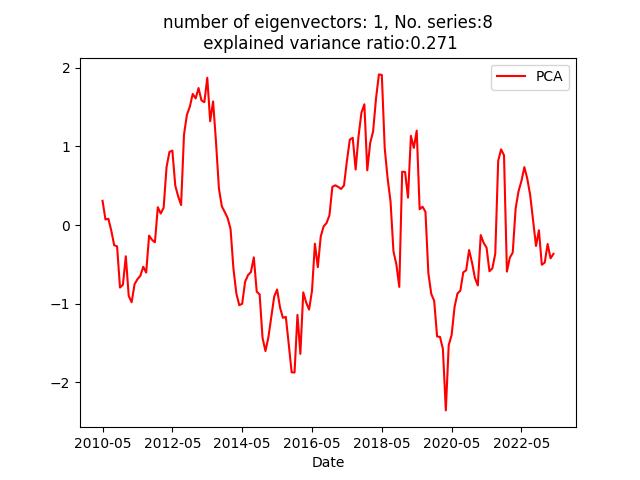 number of eigenvectors: 1, No. series:8
explained variance ratio:0.271
PCA
2
1
0
−1
−2
2010-05 2012-05 2014-05 2016-05 2018-05 2020-05 2022-05
Date